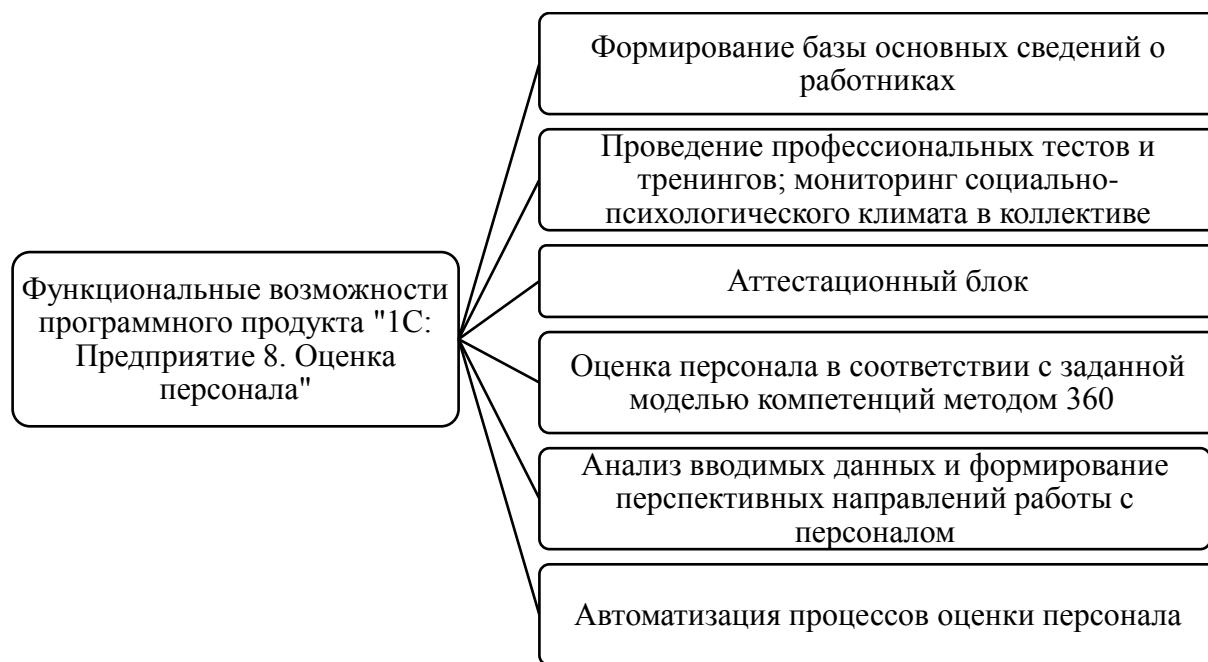 Функциональные возможности
программного продукта "1С:
Предприятие 8. Оценка
персонала"
Формирование базы основных сведений о
работниках
Проведение профессиональных тестов и
тренингов; мониторинг социально-
психологического климата в коллективе
Аттестационный блок
Оценка персонала в соответствии с заданной
моделью компетенций методом 360
Анализ вводимых данных и формирование
перспективных направлений работы с
персоналом
Автоматизация процессов оценки персонала